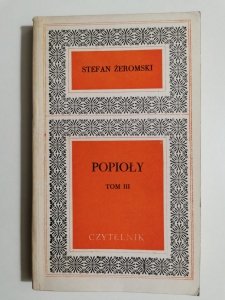 STEFAN ŻEROMSKI
POPIOŁY
TOM III
CZYTELNIK